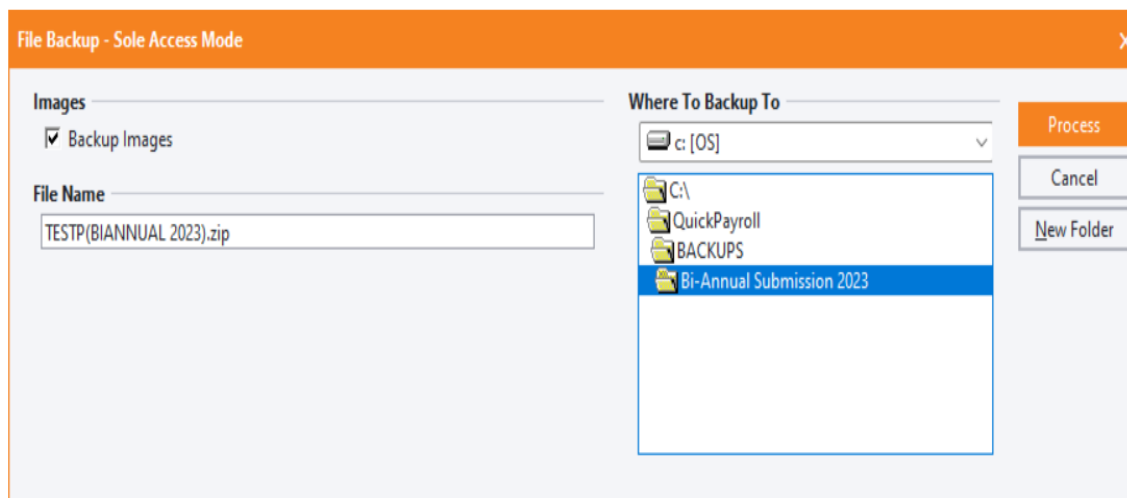 File Backup - Sole Access Mode
Images
Backup Images
File Name
TESTP(BIANNUAL 2023).zip
Where To Backup To
c: [OS]
C:\
QuickPayroll
BACKUPS
Bi-Annual Submission 2023
Process
Cancel
New Folder